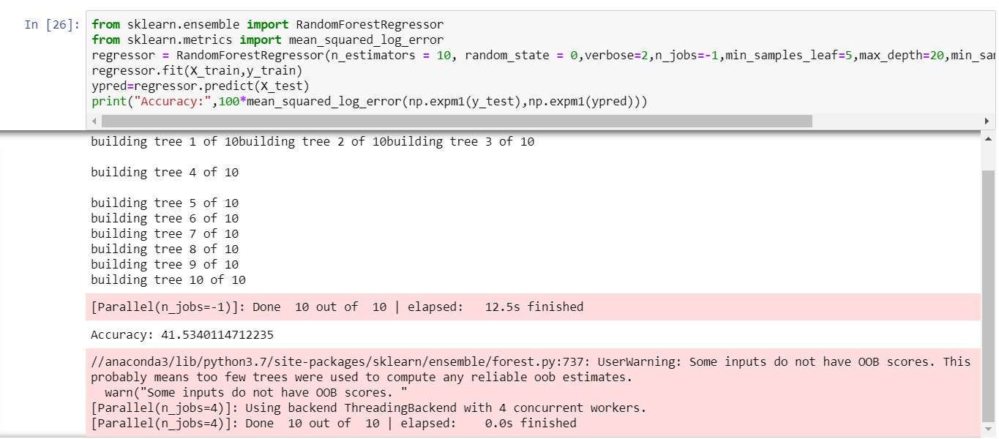 In [26]: from sklearn.ensemble import RandomForestRegressor
from sklearn.metrics import mean_squared_log_error
regressor = RandomForestRegressor(n_estimators = 10, random_state = 0,verbose=2,n_jobs=-1,min_samples_leaf=5,max_depth=20,min_sa
regressor.fit(X_train,y_train)
ypred=regressor.predict(X_test)
print("Accuracy:",100*mean_squared_log_error(np.expm1(y_test),np.expm1(ypred)))
building tree 1 of 10building tree 2 of 10building tree 3 of 10
building tree 4 of 10
building tree 5 of 10
building tree 6 of 10
building tree 7 of 10
building tree 8 of 10
building tree 9 of 10
building tree 10 of 10
[Parallel(n_jobs=-1)]: Done  10 out of  10 | elapsed:   12.5s finished
Accuracy: 41.5340114712235
//anaconda3/lib/python3.7/site-packages/sklearn/ensemble/forest.py:737: UserWarning: Some inputs do not have OOB scores. This
probably means too few trees were used to compute any reliable oob estimates.
  warn("Some inputs do not have OOB scores. "
[Parallel(n_jobs=4)]: Using backend ThreadingBackend with 4 concurrent workers.
[Parallel(n_jobs=4)]: Done  10 out of  10 | elapsed:    0.0s finished